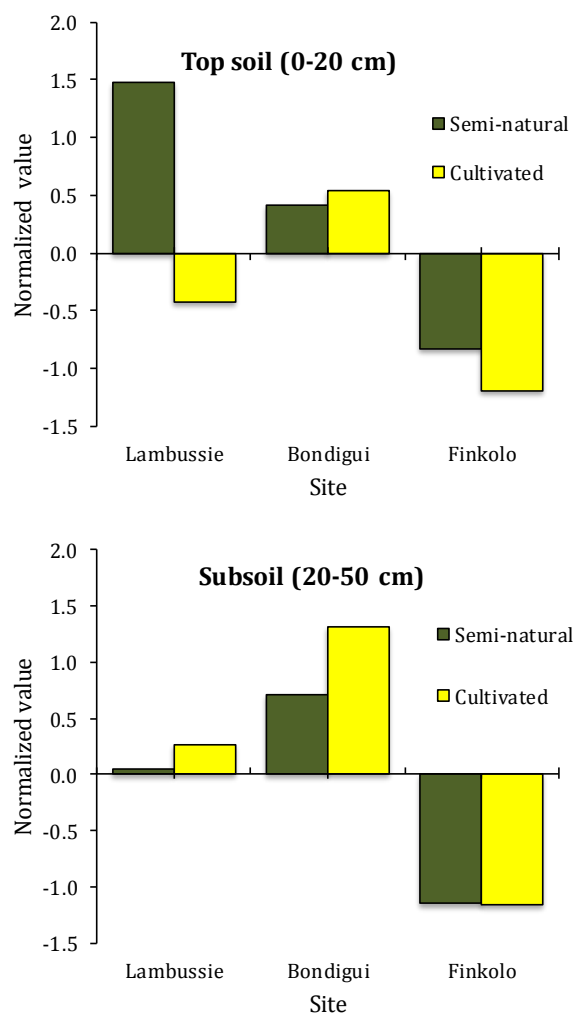 2.0
Top soil (0-20 cm)
1.5
Semi-natural
1.0
Cultivated
0.5
0.0
-0.5
-1.0
-1.5
Normalized value
Lambussie Bondigui Finkolo
Site
2.0
Subsoil (20-50 cm)
1.5
Semi-natural
1.0
Cultivated
0.5
0.0
-0.5
-1.0
-1.5
Normalized value
Lambussie Bondigui Finkolo
Site